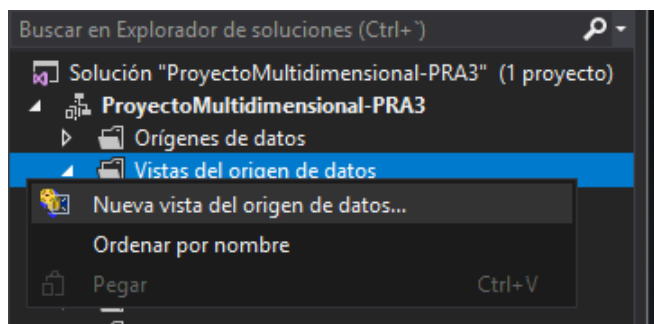 Buscar en Explorador de soluciones (Ctrl+`)
Solución "ProyectoMultidimensional-PRA3" (1 proyecto)
ProyectoMultidimensional-PRA3
Orígenes de datos
Vistas del origen de datos
Nueva vista del origen de datos...
Ordenar por nombre
Pegar Ctrl+V